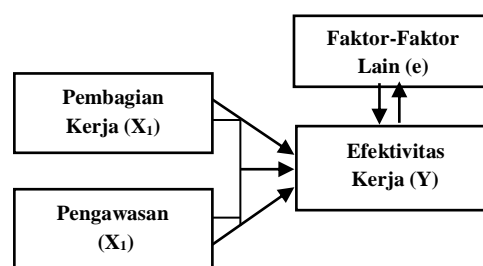 Faktor-Faktor
Lain (e)
Pembagian
Kerja (X₁)
Efektivitas
Kerja (Y)
Pengawasan
(X₁)